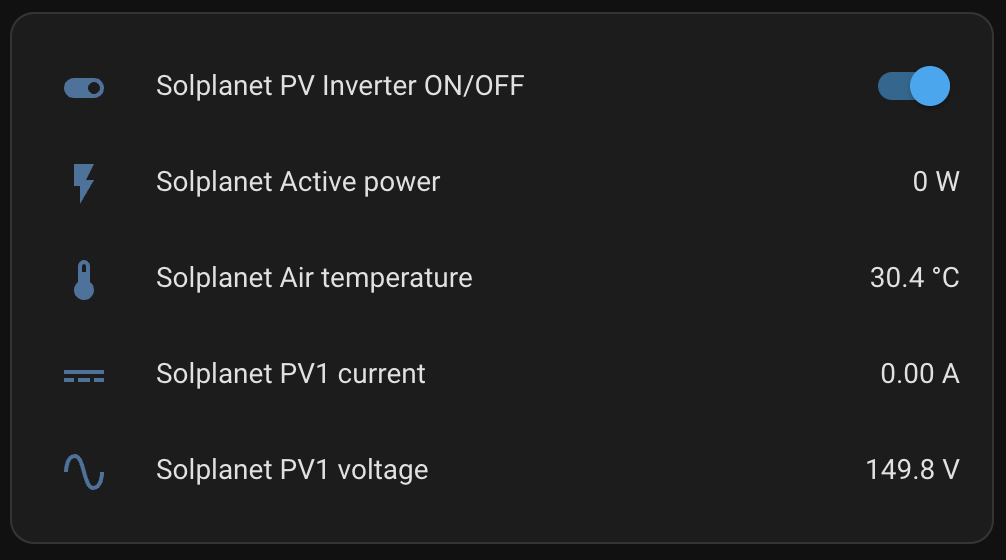 Solplanet PV Inverter ON/OFF
Solplanet Active power 0 W
Solplanet Air temperature 30.4 °C
Solplanet PV1 current 0.00 A
Solplanet PV1 voltage 149.8 V